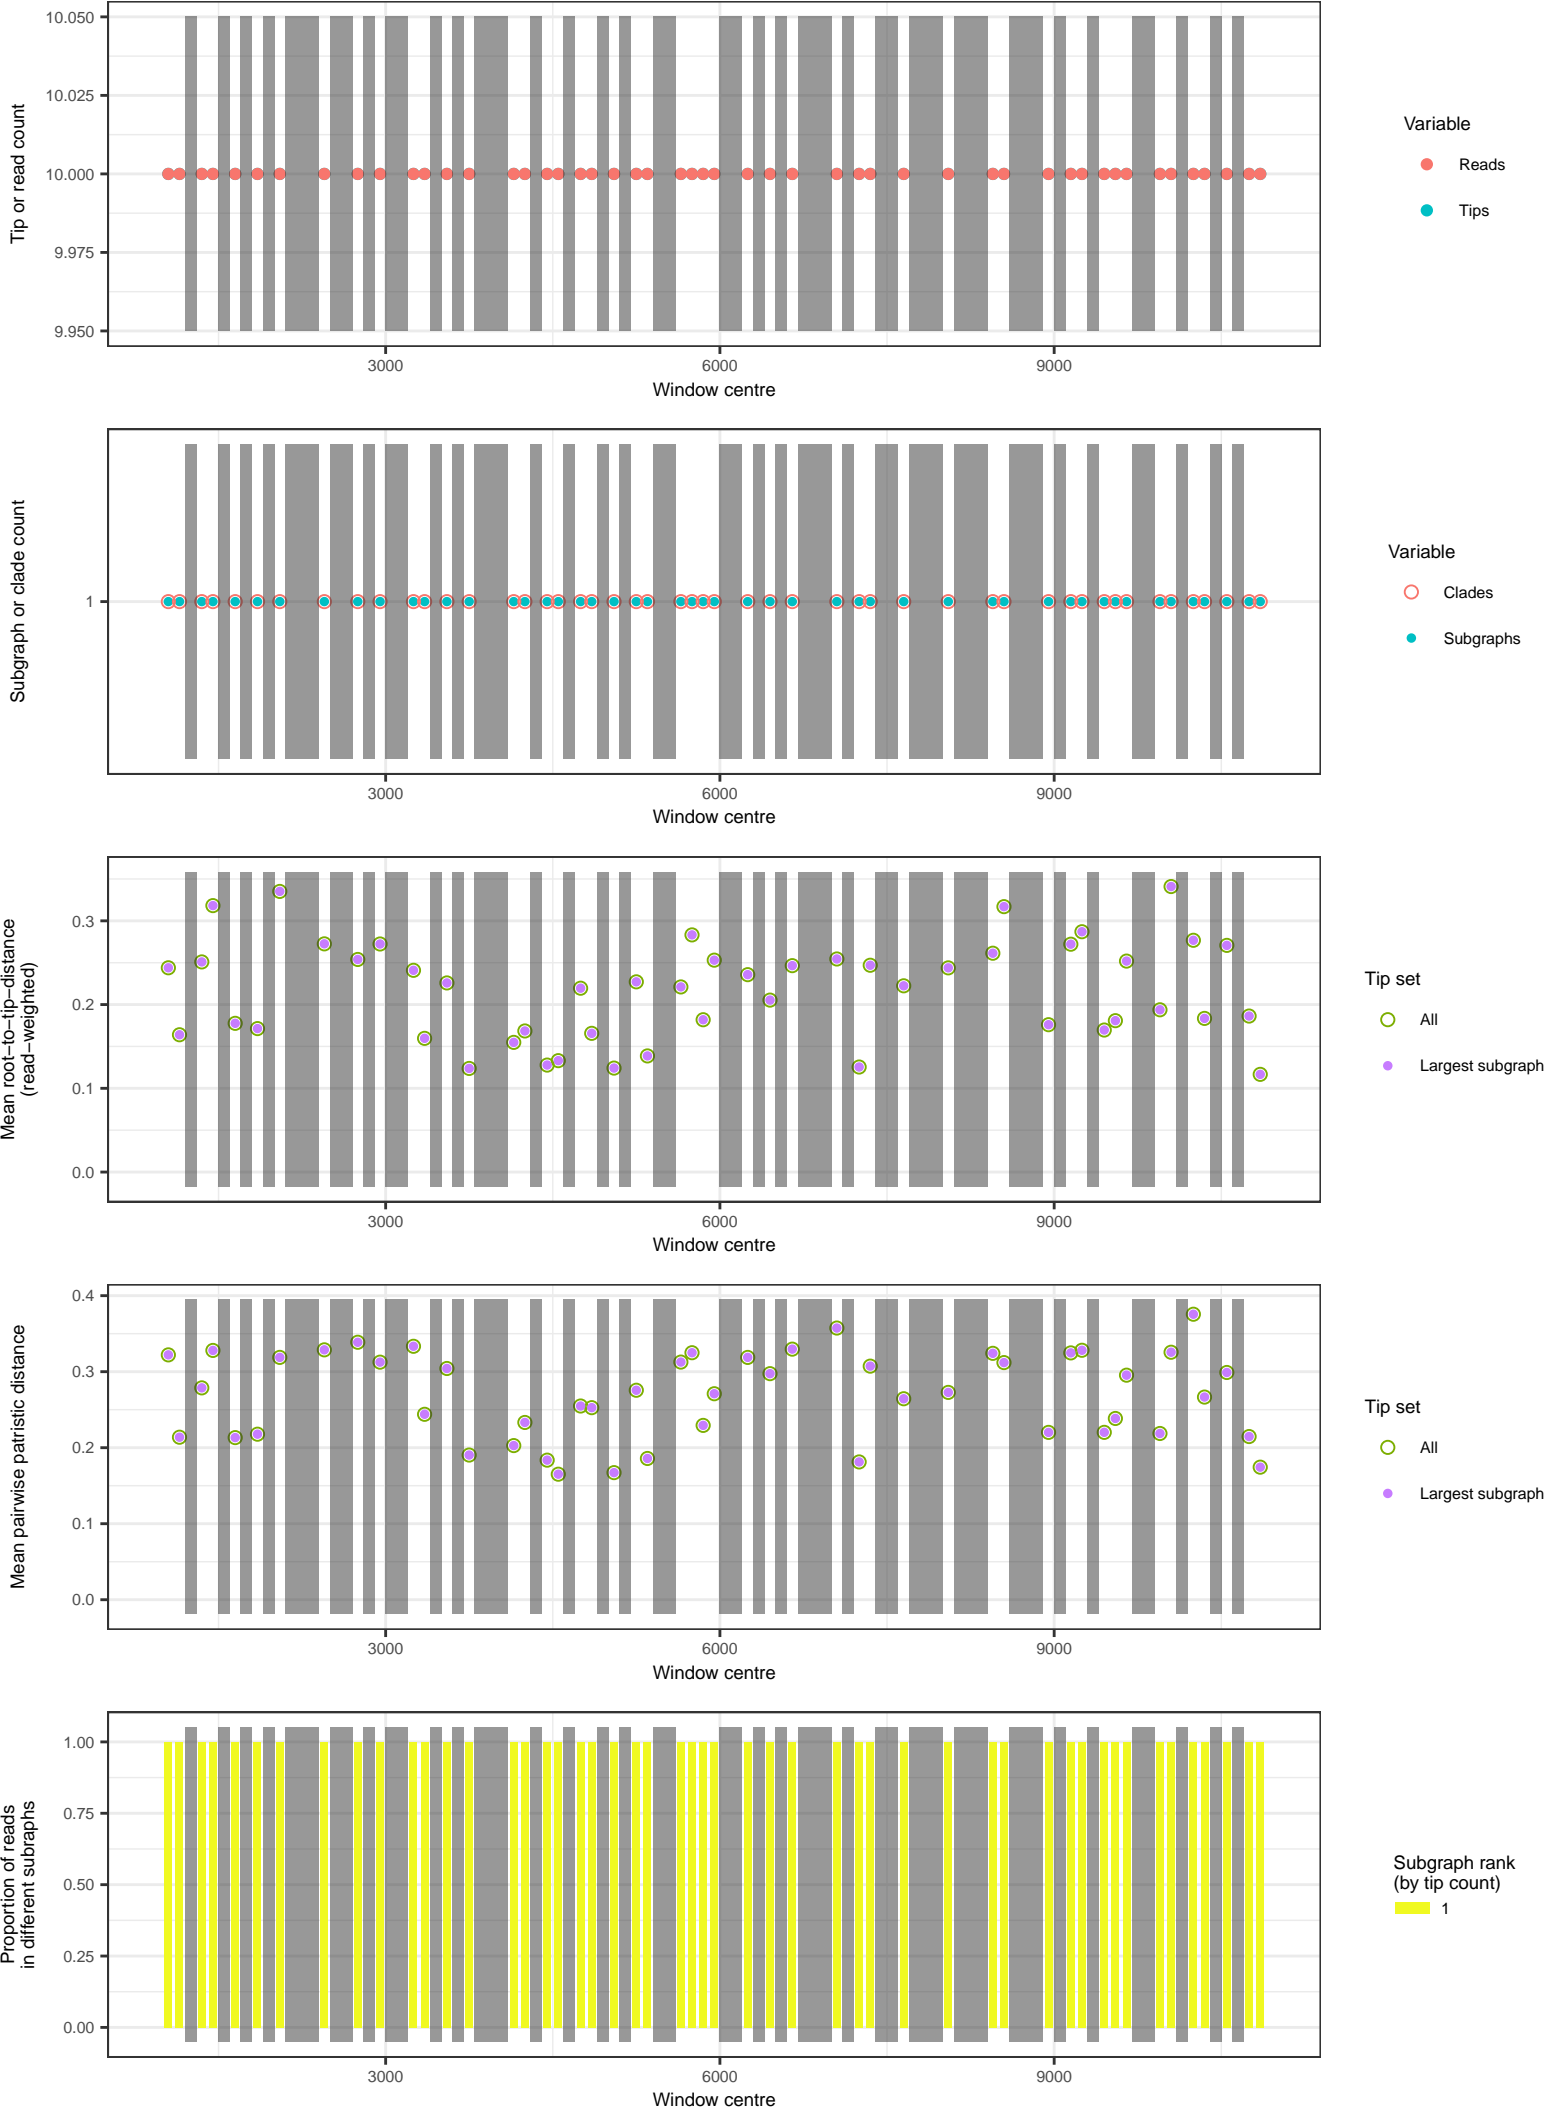 10.050
10.025
10.000
9.975
9.950
Tip or read count
3000
6000
9000
Window centre
Variable
Reads
Tips
1
Subgraph or clade count
3000
6000
9000
Window centre
Variable
Clades
Subgraphs
0.3
0.2
0.1
0.0
Mean root−to−tip−distance
(read−weighted)
3000
6000
9000
Window centre
Tip set
All
Largest subgraph
0.4
0.3
0.2
0.1
0.0
Mean pairwise patristic distance
3000
6000
9000
Window centre
Tip set
All
Largest subgraph
1.00
0.75
0.50
0.25
0.00
Proportion of reads
in different subraphs
3000
6000
9000
Window centre
Subgraph rank
(by tip count)
1